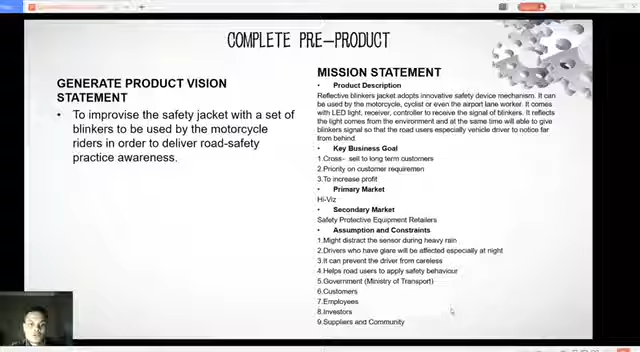 COMPLETE PRE-PRODUCT
GENERATE PRODUCT VISION
STATEMENT
• To improvise the safety jacket with a set of
blinkers to be used by the motorcycle
riders in order to deliver road-safety
practice awareness.
MISSION STATEMENT
• Product Description
Reflective blinkers jacket adopts innovative safety device mechanism. It can
be used by the motorcycle, cyclist or even the airport lane worker. It comes
with LED light, receiver, controller to receive the signal of blinkers. It reflects
the light comes from the environment and at the same time will able to give
blinkers signal so that the road users especially vehicle driver to notice far
from behind
• Key Business Goal
1.Cross- sell to long term customers
2.Priority on customer requiremen
3.To increase profit
• Primary Market
Hi-Viz
• Secondary Market
Safety Protective Equipment Retailers
• Assumption and Constraints
1.Might distract the sensor during heavy rain
2.Drivers who have glare will be affected especially at night
3.It can prevent the driver from careless
4.Helps road users to apply safety behaviour
5.Government (Ministry of Transport)
6.Customers
7.Employees
8.Investors
9.Suppliers and Community